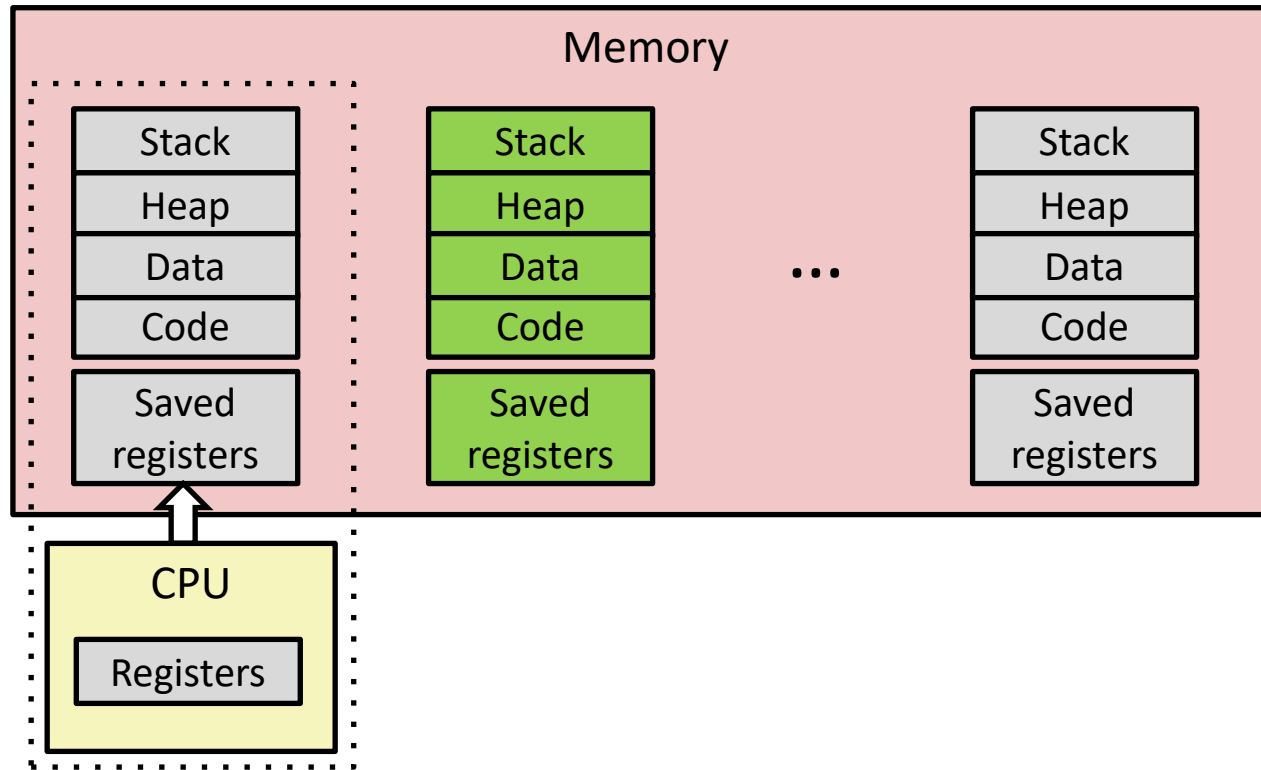 Memory
Stack
Heap
Data
Code
Saved
registers
Stack
Heap
Data
Code
Saved
registers
...
Stack
Heap
Data
Code
Saved
registers
CPU
Registers